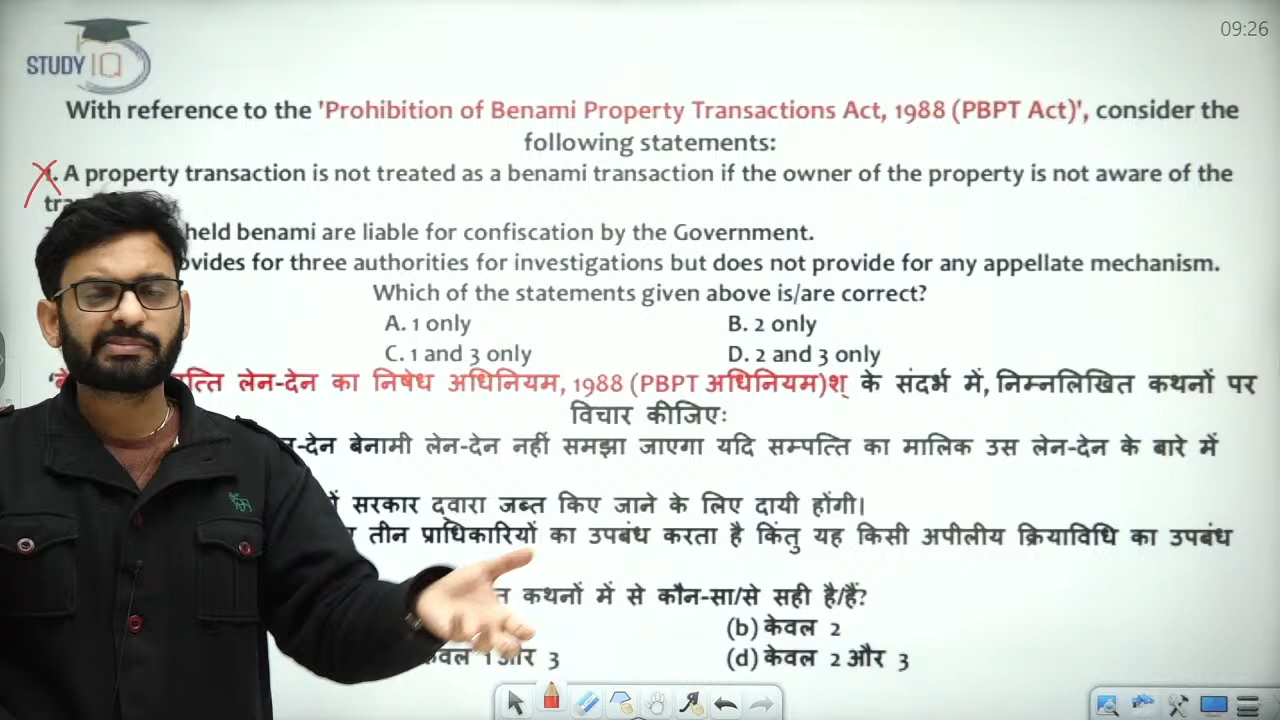 09:26
STUDY IQ
With reference to the 'Prohibition of Benami Property Transactions Act, 1988 (PBPT Act)', consider the
following statements:
. A property transaction is not treated as a benami transaction if the owner of the property is not aware of the
held benami are liable for confiscation by the Government.
for three authorities for investigations but does not provide for any appellate mechanism.
Which of the statements given above is/are correct?
A. 1 only B. 2 only
C. 1 and 3 only D. 2 and 3 only
लेन-देन का निषेध अधिनियम, 1988 (PBPT अधिनियम)श् के संदर्भ में, निम्नलिखित कथनों पर
विचार कीजिएः
बेनामी लेन-देन नहीं समझा जाएगा यदि सम्पत्ति का मालिक उस लेन-देन के बारे में
सरकार द्वारा जब्त किए जाने के लिए दायी होंगी।
तीन प्राधिकारियों का उपबंध करता है किंतु यह किसी अपीलीय क्रियाविधि का उपबंध
कथनों में से कौन-सा/से सही है/हैं?
(b) केवल 2
1 और 3 (d) केवल 2 और 3